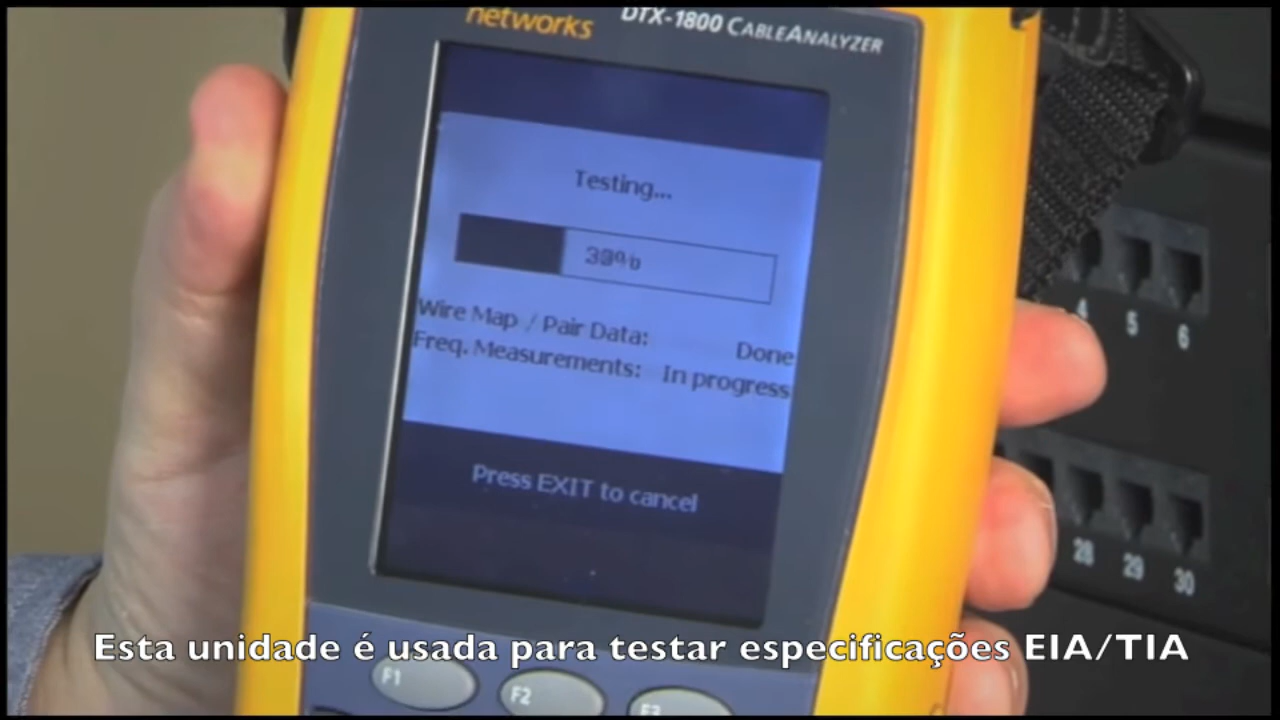 networks DTX-1800 CABLEANALYZER
Testing...
Wire Map / Pair Data: Done
Freq. Measurements: In progress
Press EXIT to cancel
4 5 6
28 29 30
Esta unidade é usada para testar especificações EIA/TIA
F1 F2 F3